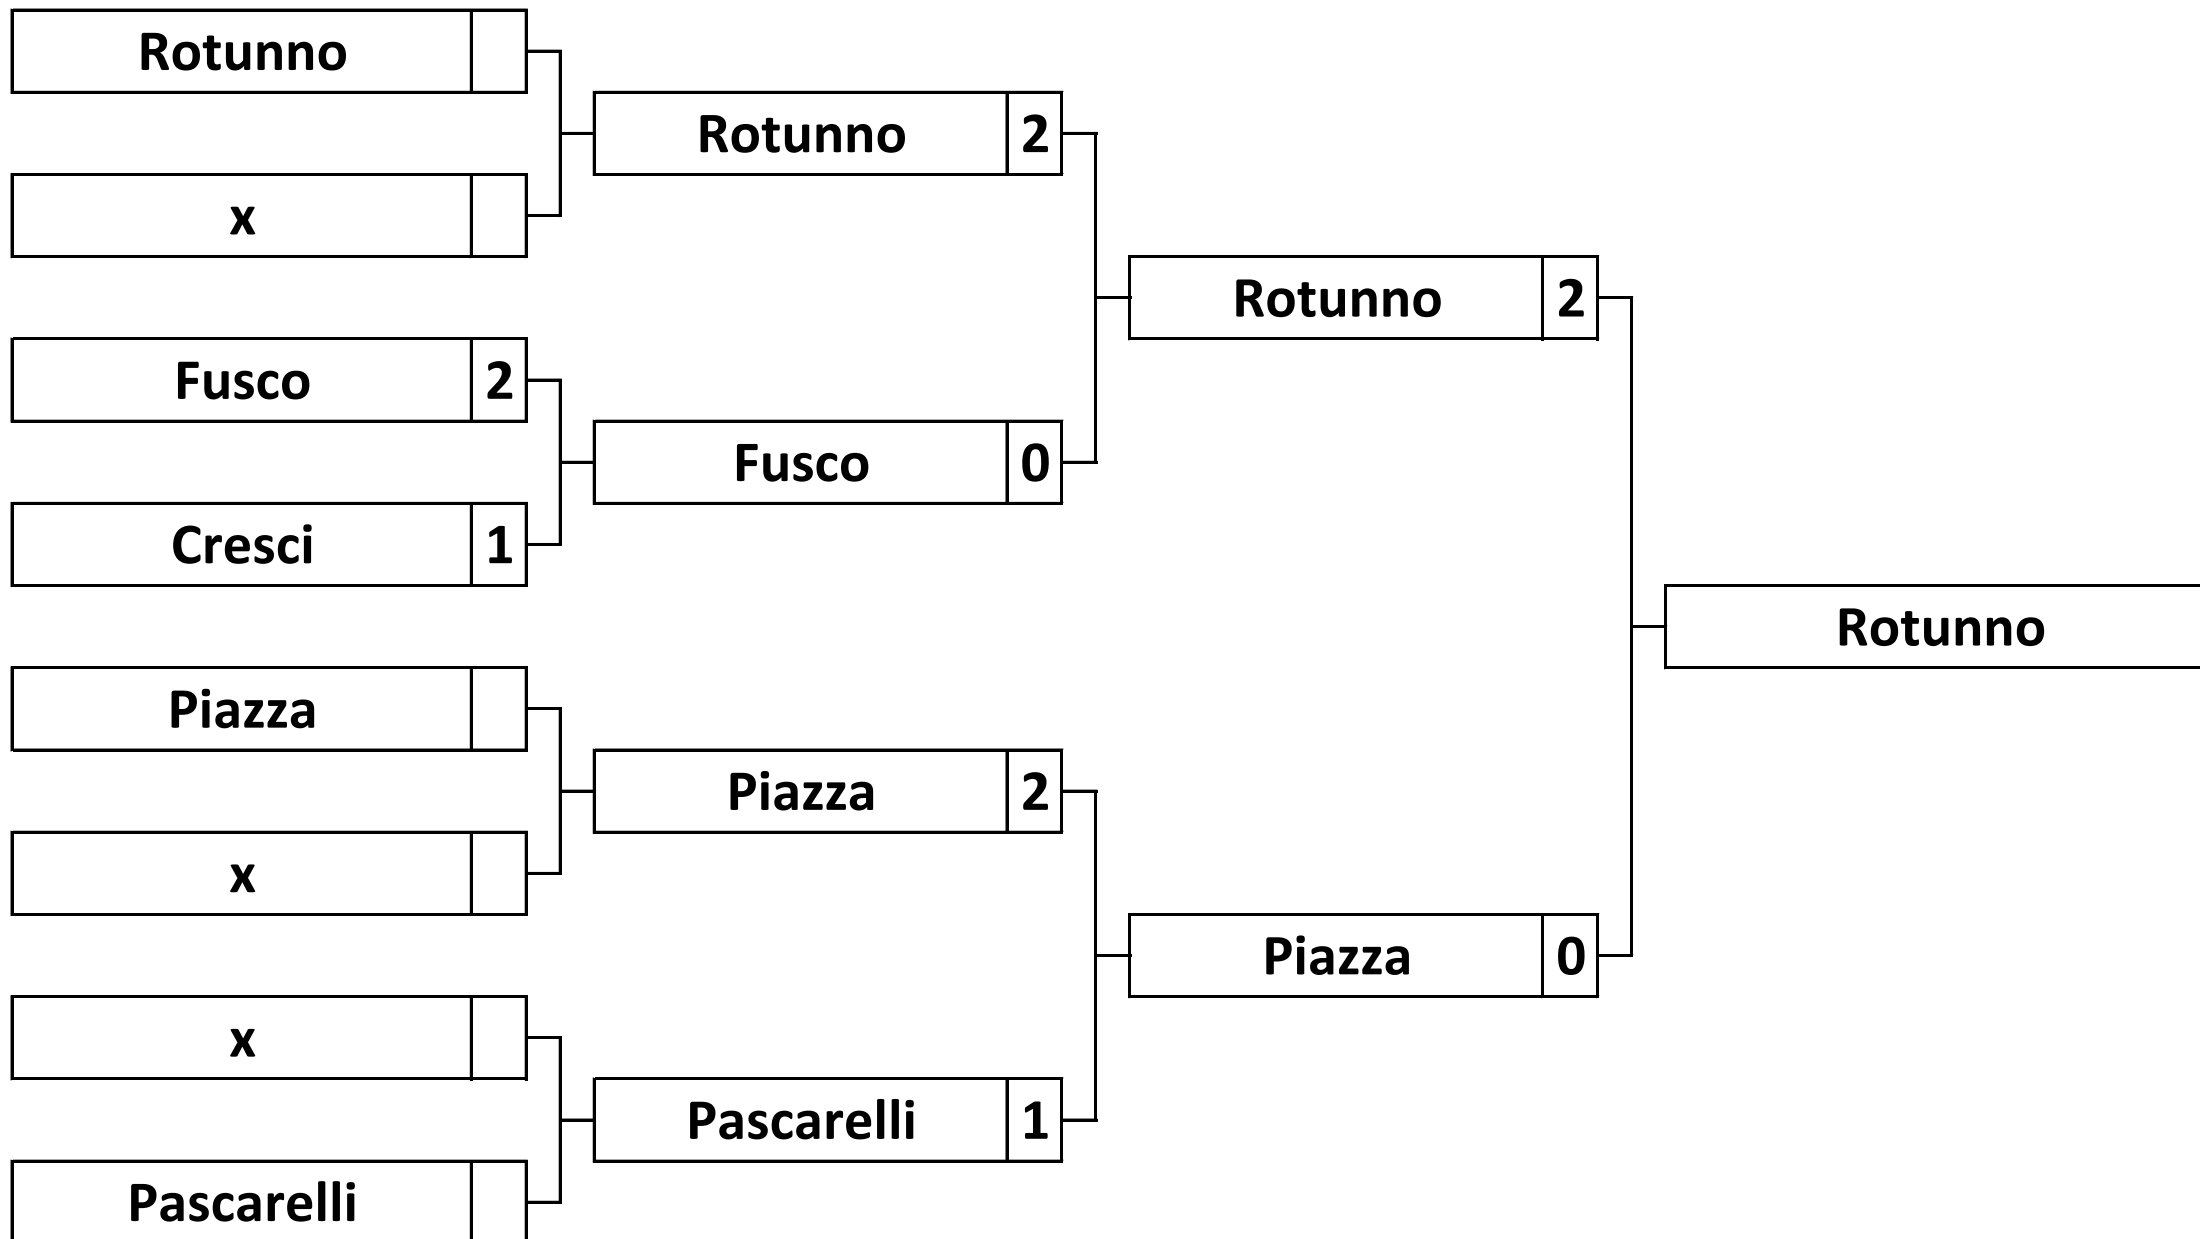 Rotunno
Rotunno 2
x
Rotunno 2
Fusco 2
Fusco 0
Cresci 1
Rotunno
Piazza
Piazza 2
x
Piazza 0
x
Pascarelli 1
Pascarelli